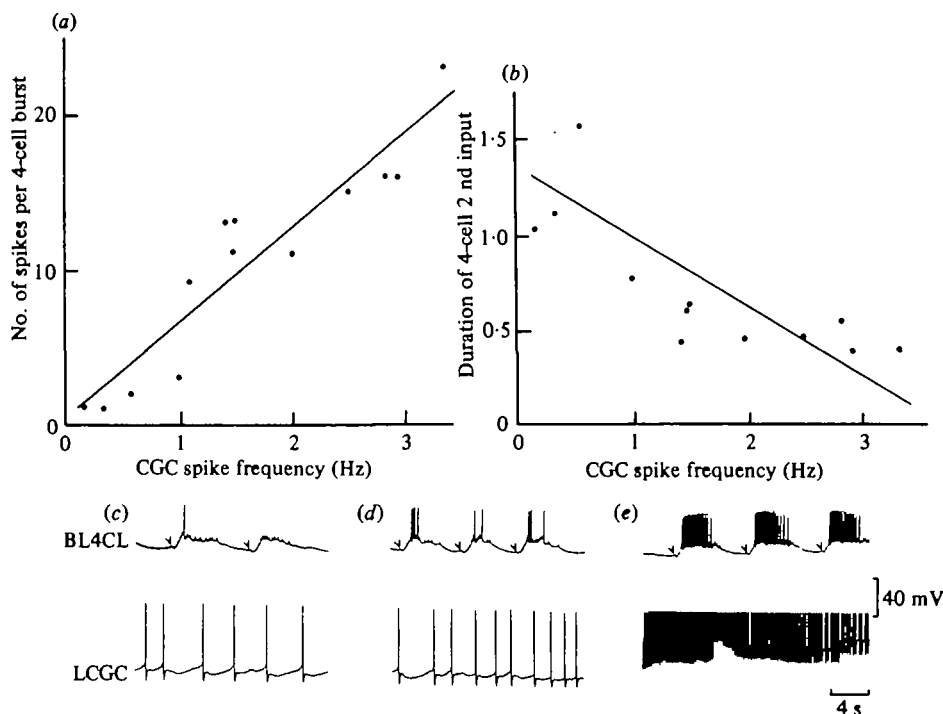 (a)
No. of spikes per 4-cell burst
20
10
0
0 1 2 3
CGC spike frequency (Hz)
(b)
Duration of 4-cell 2 nd input
1·5
1·0
0·5
0
0 1 2 3
CGC spike frequency (Hz)
(c) (d) (e)
BL4CL
40 mV
LCGC
4 s